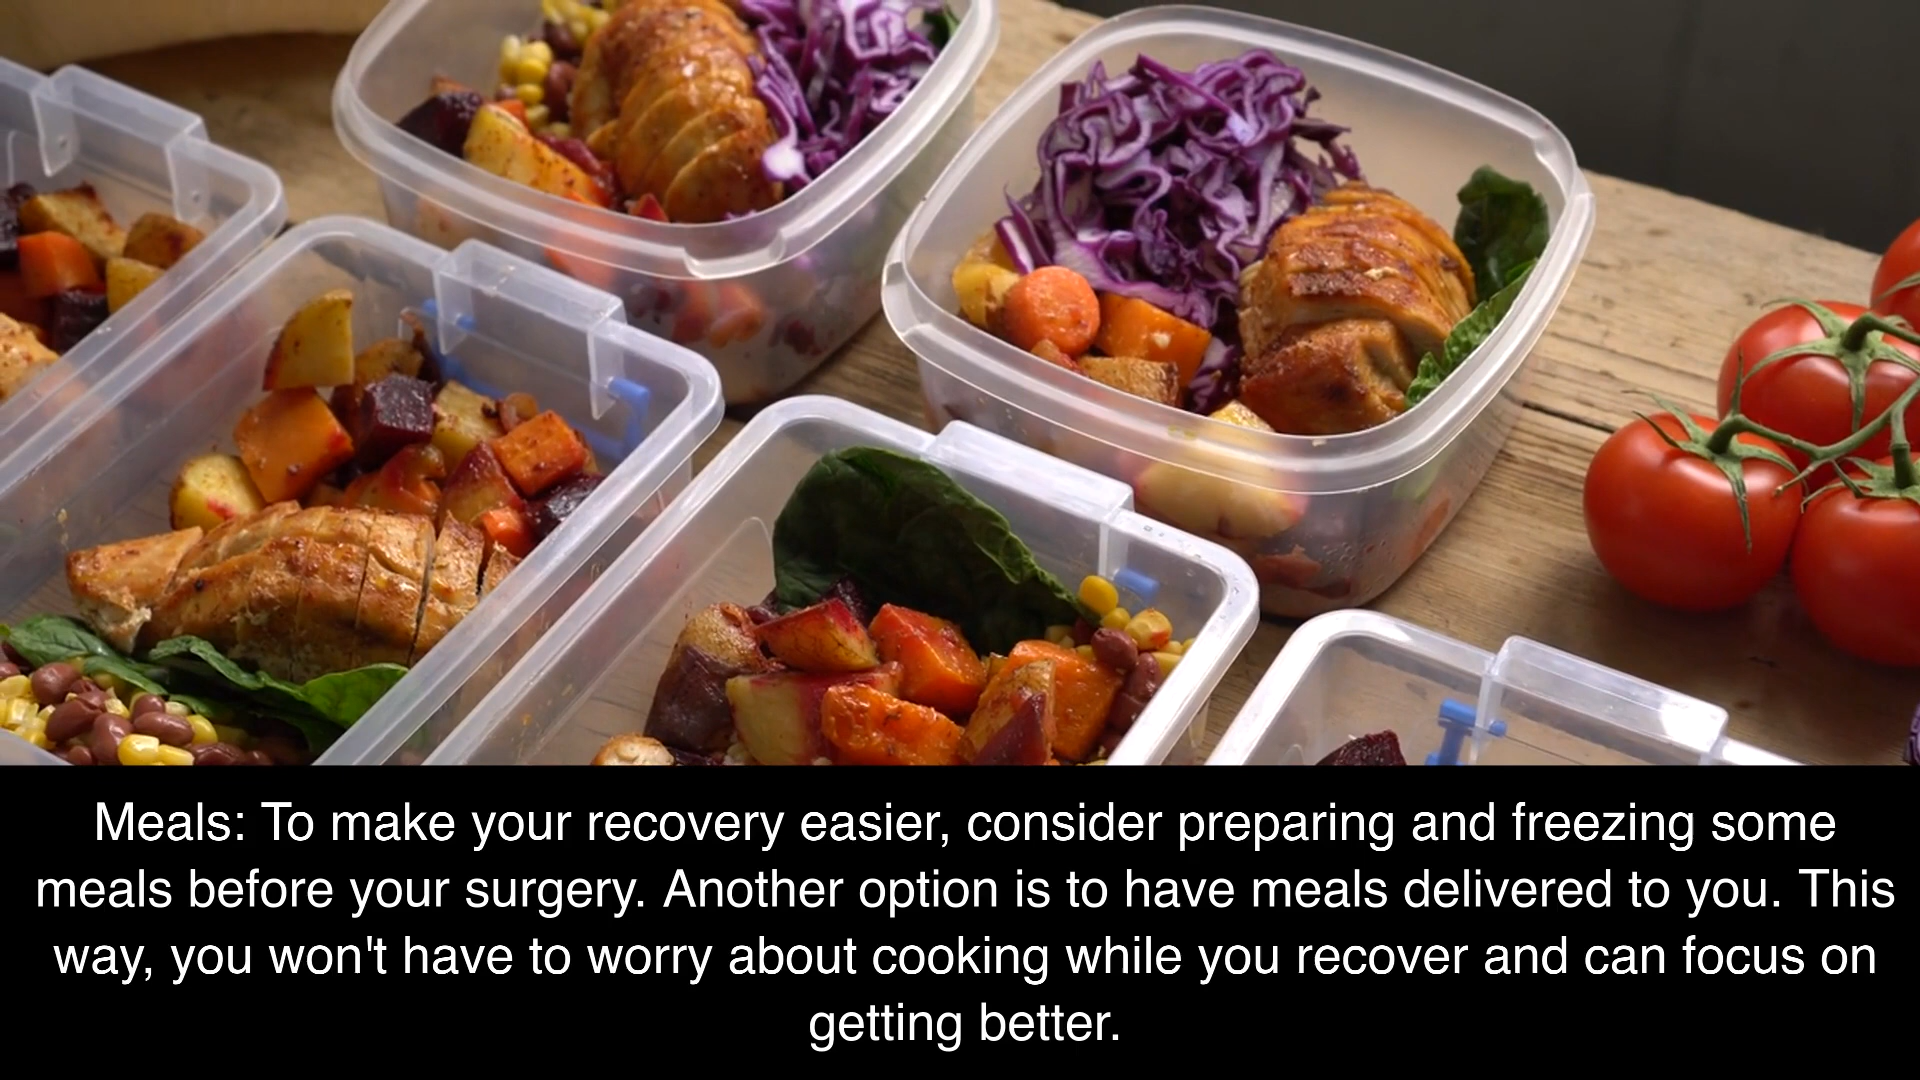 Meals: To make your recovery easier, consider preparing and freezing some
meals before your surgery. Another option is to have meals delivered to you. This
way, you won't have to worry about cooking while you recover and can focus on
getting better.